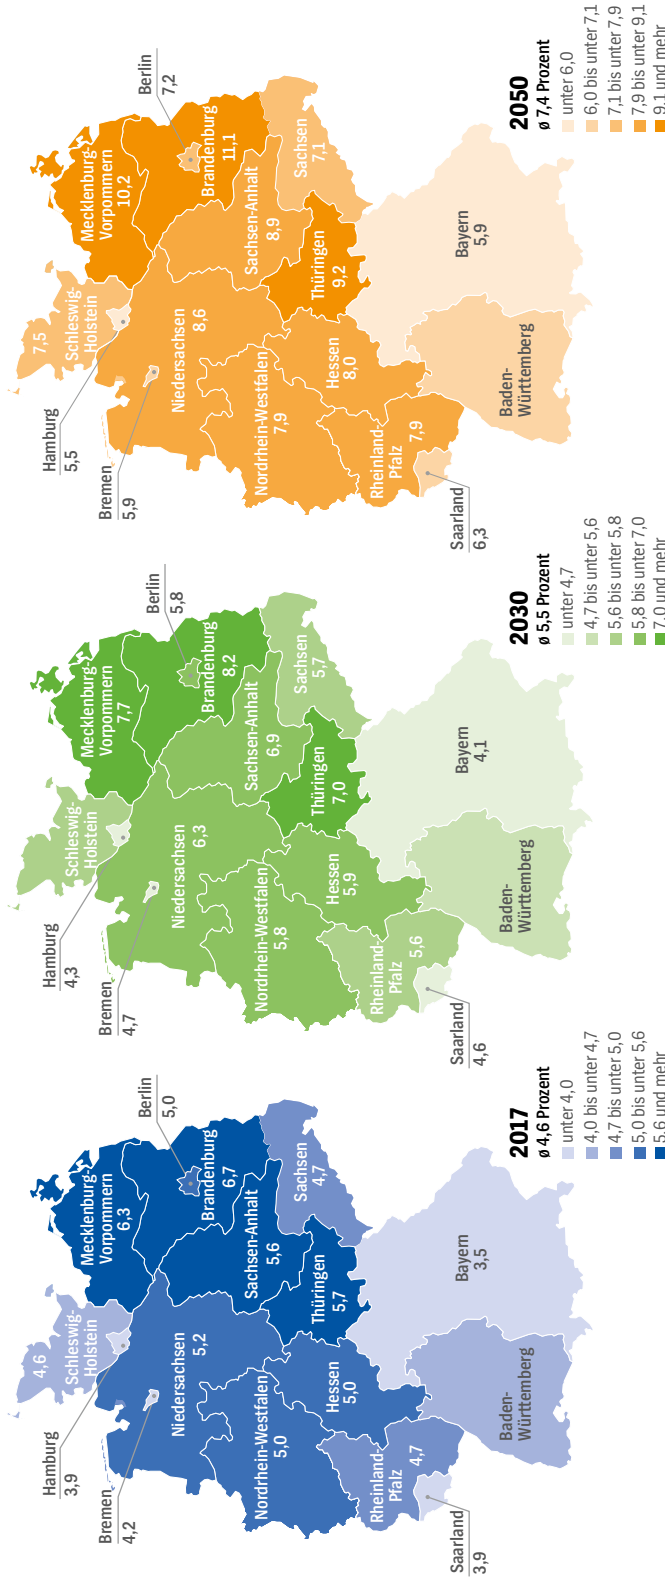 Hamburg
3,9
Bremen
4,2
4,6
Schleswig-
Holstein
Mecklenburg-
Vorpommern
6,3
Berlin
5,0
Niedersachsen
5,2
Brandenburg
6,7
Sachsen-Anhalt
5,6
Nordrhein-Westfalen
5,0
Hessen
5,0
Thüringen
5,7
Sachsen
4,7
Rheinland-
Pfalz
4,7
Saarland
3,9
Bayern
3,5
Baden-
Württemberg
2017
ø 4,6 Prozent
unter 4,0
4,0 bis unter 4,7
4,7 bis unter 5,0
5,0 bis unter 5,6
5,6 und mehr
Hamburg
4,3
Bremen
4,7
Schleswig-
Holstein
Mecklenburg-
Vorpommern
7,7
Berlin
5,8
Niedersachsen
6,3
Brandenburg
8,2
Sachsen-Anhalt
6,9
Nordrhein-Westfalen
5,8
Hessen
5,9
Thüringen
7,0
Sachsen
5,7
Rheinland-
Pfalz
5,6
Saarland
4,6
Bayern
4,1
Baden-
Württemberg
2030
ø 5,5 Prozent
unter 4,7
4,7 bis unter 5,6
5,6 bis unter 5,8
5,8 bis unter 7,0
7,0 und mehr
Hamburg
5,5
Bremen
5,9
7,5
Schleswig-
Holstein
Mecklenburg-
Vorpommern
10,2
Berlin
7,2
Niedersachsen
8,6
Brandenburg
11,1
Sachsen-Anhalt
8,9
Nordrhein-Westfalen
7,9
Hessen
8,0
Thüringen
9,2
Sachsen
7,1
Rheinland-
Pfalz
7,9
Saarland
6,3
Bayern
5,9
Baden-
Württemberg
2050
ø 7,4 Prozent
unter 6,0
6,0 bis unter 7,1
7,1 bis unter 7,9
7,9 bis unter 9,1
9,1 und mehr